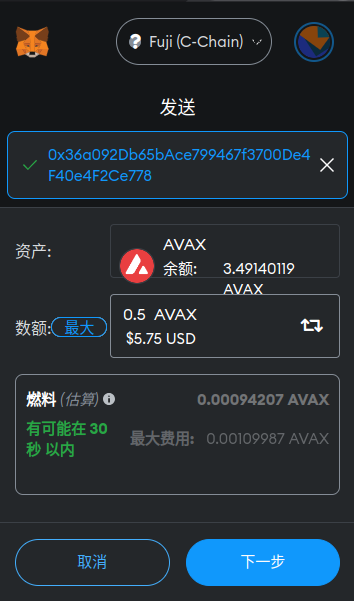 Fuji (C-Chain)
发送
0x36a092Db65bAce799467f3700De4
F40e4F2Ce778
资产:
AVAX
余额: 3.49140119
AVAX
数额: 最大
0.5 AVAX
$5.75 USD
燃料 (估算) 0.00094207 AVAX
有可能在 30
秒 以内
最大费用: 0.00109987 AVAX
取消
下一步